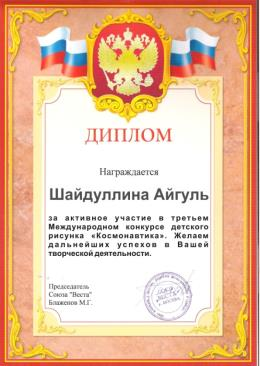 ДИПЛОМ
Награждается
Шайдуллина Айгуль
за активное участие в третьем
Международном конкурсе детского
рисунка «Космонавтика». Желаем
дальнейших успехов в Вашей
творческой деятельности.
Председатель
Союза "Веста"
Блаженов М.Г.